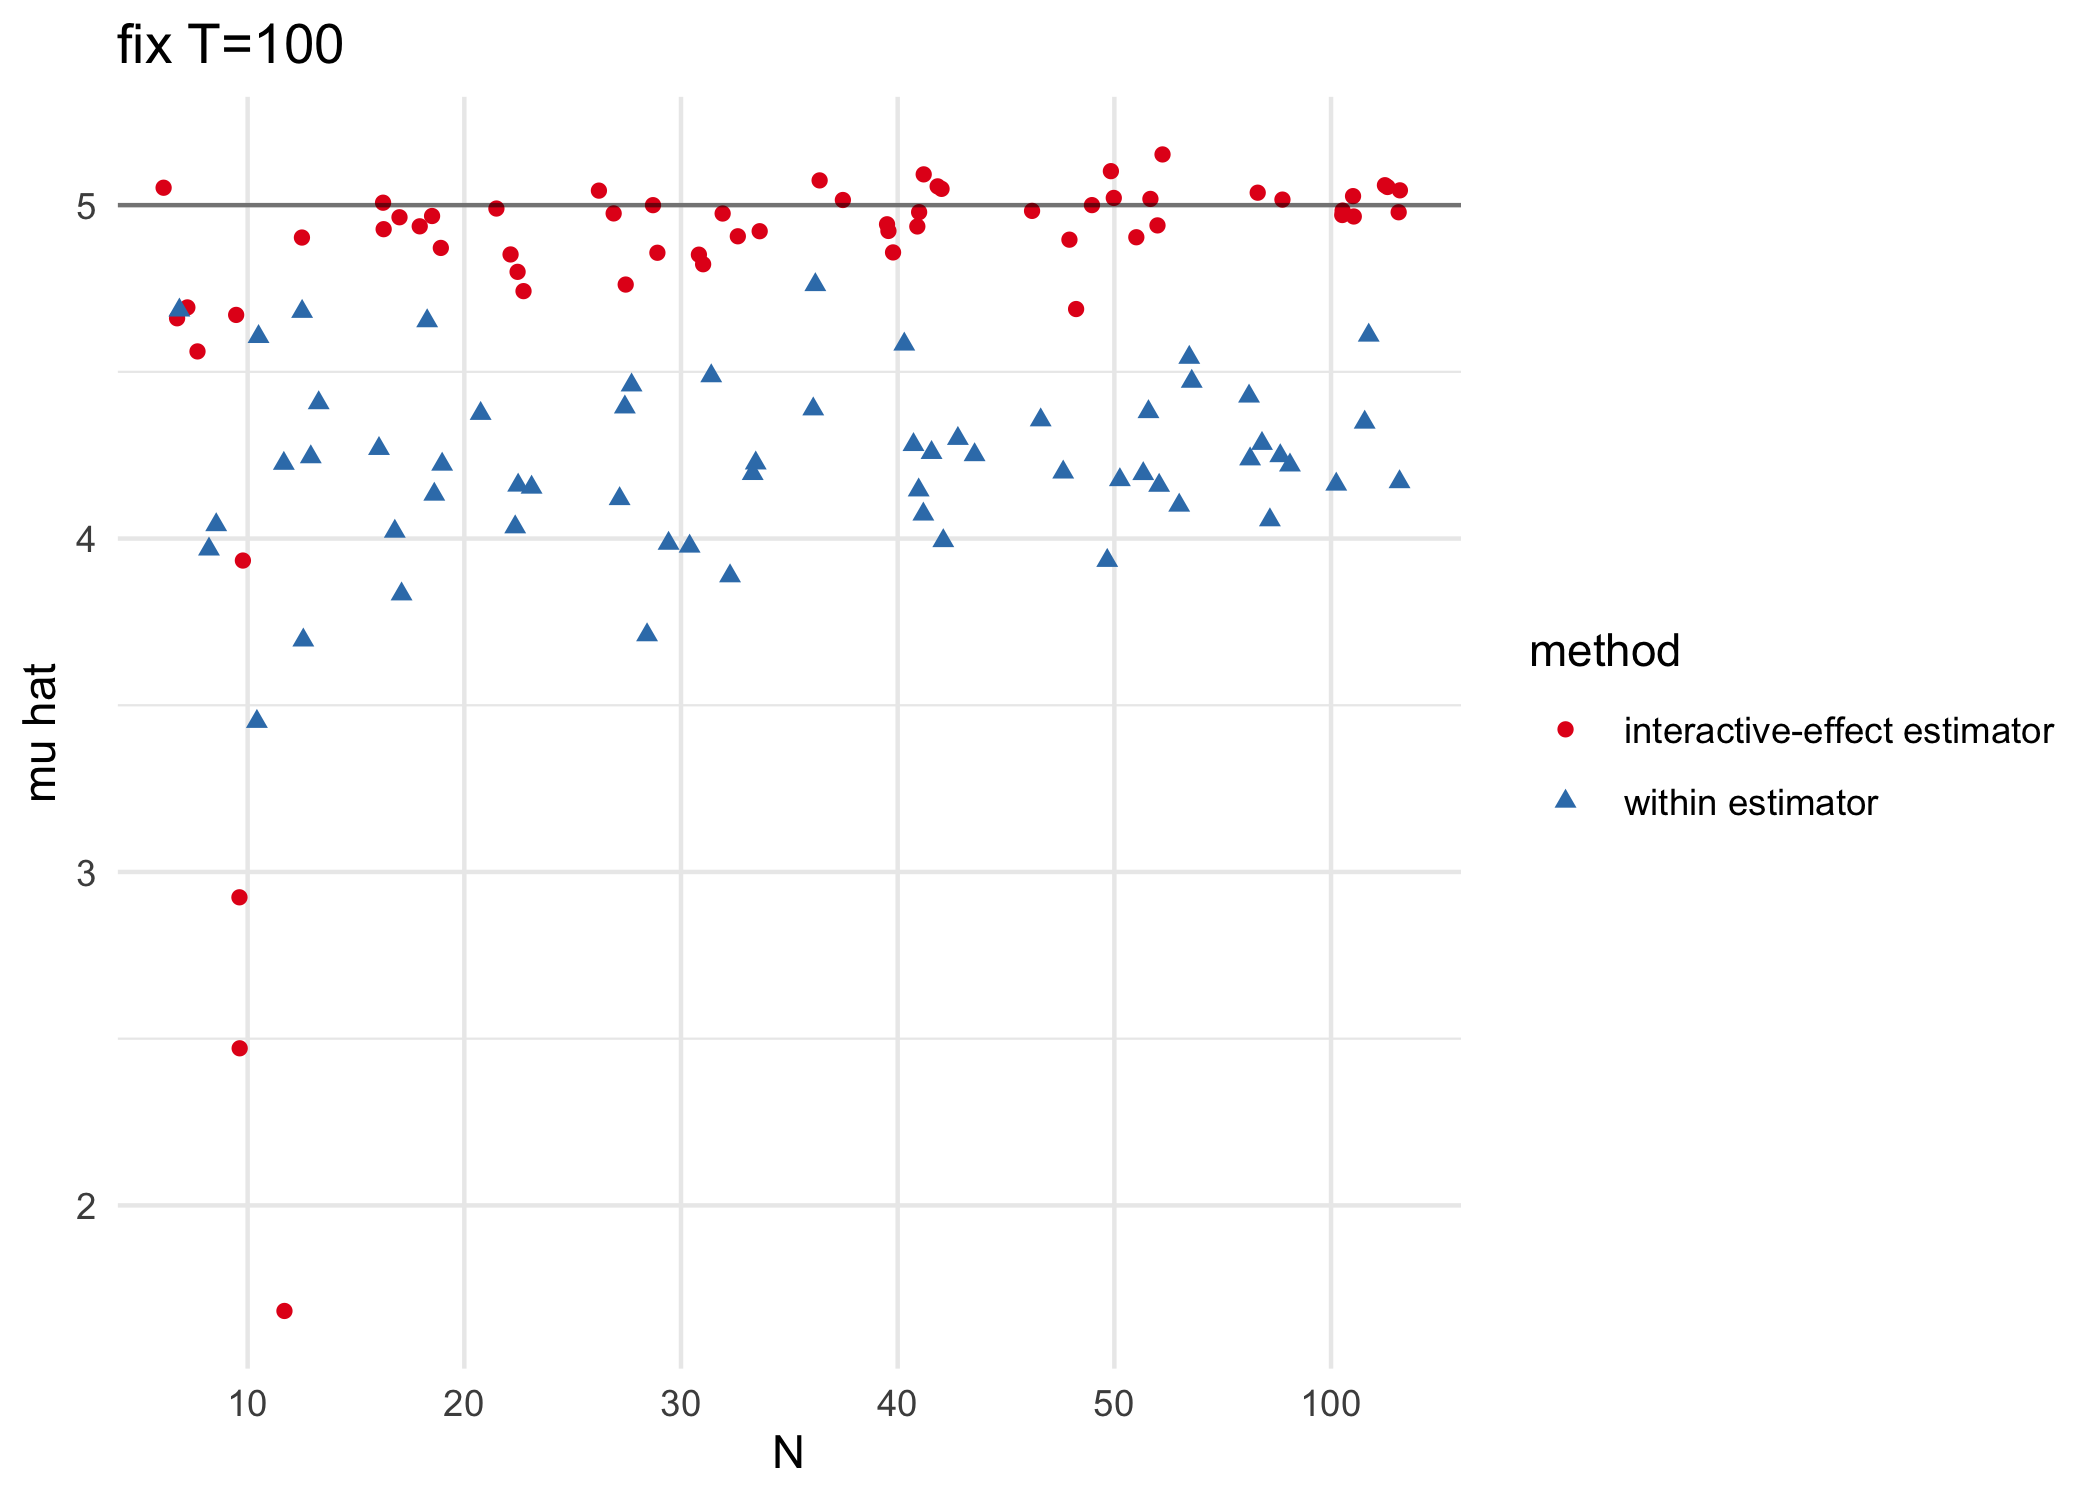 fix T=100
5
4
3
2
mu hat
10 20 30 40 50 100
N
method
interactive-effect estimator
within estimator